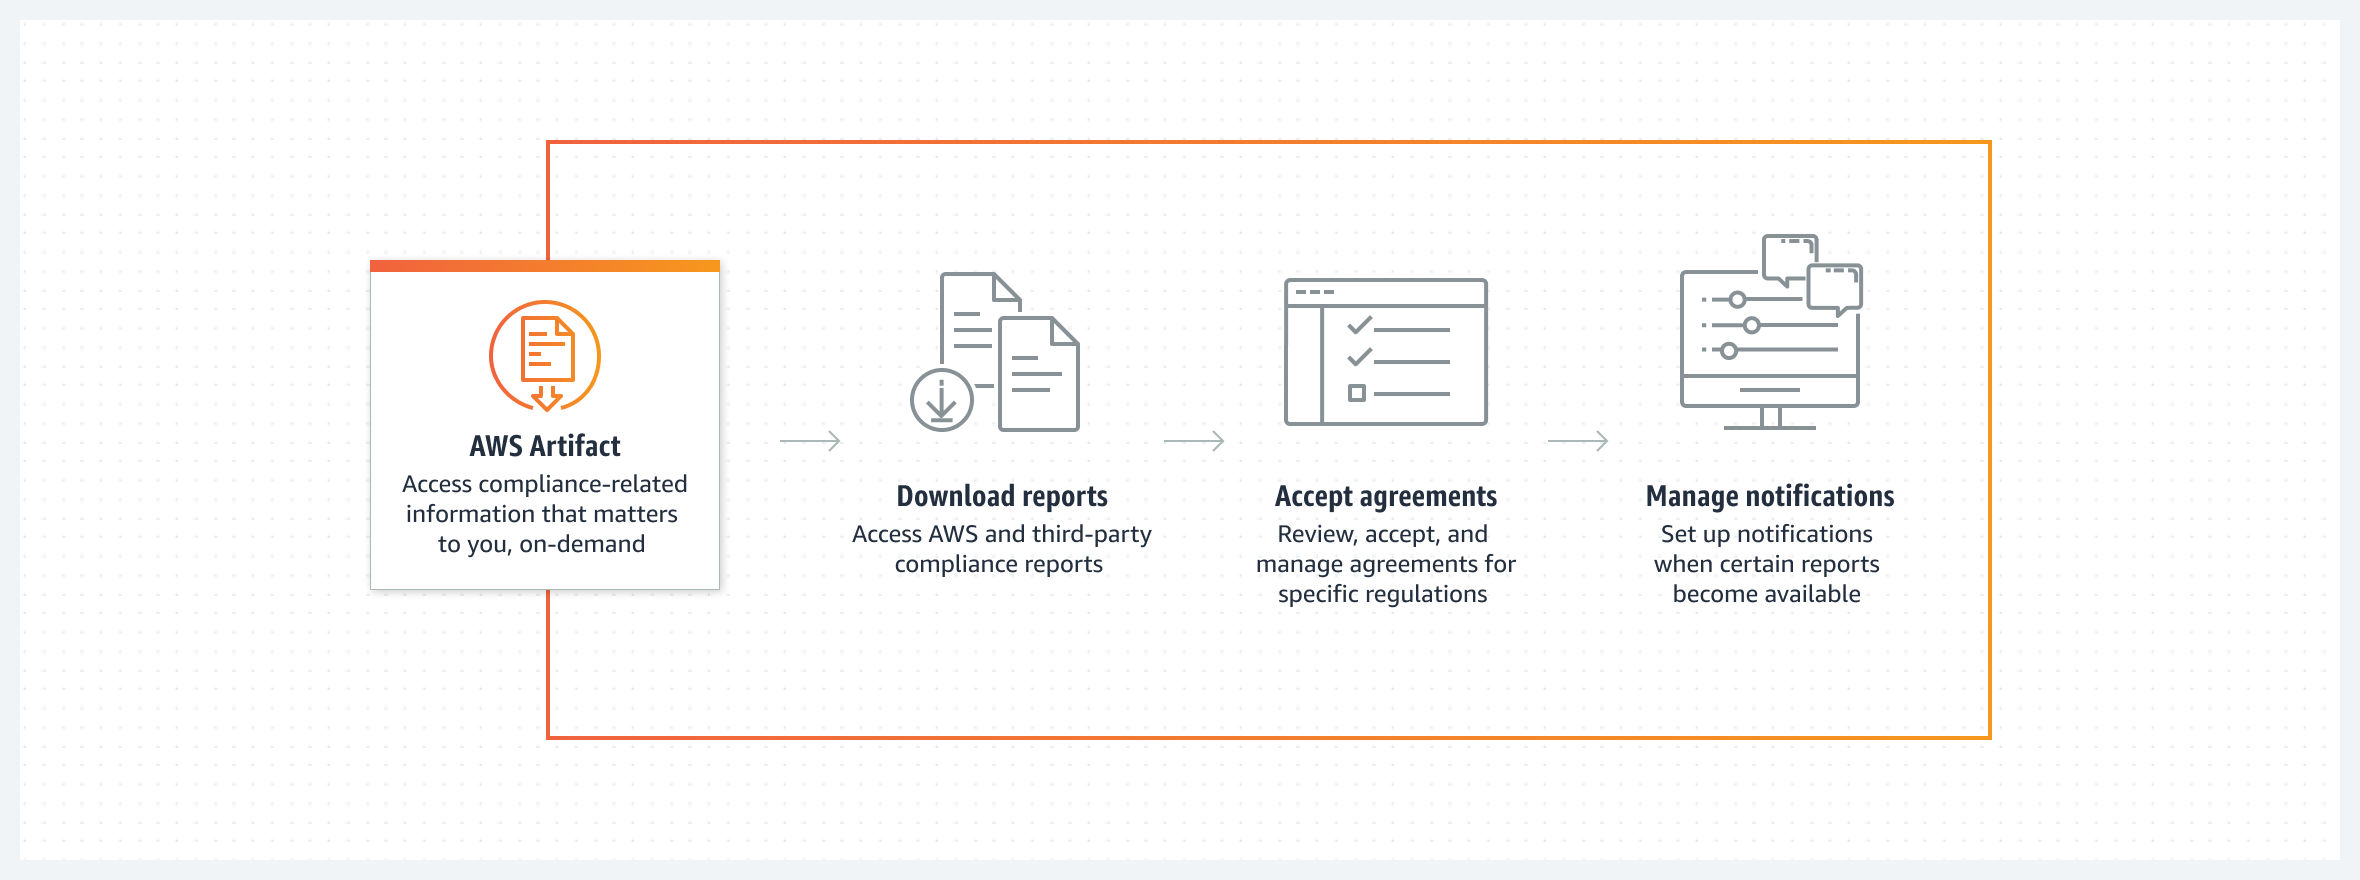 AWS Artifact
Access compliance-related
information that matters
to you, on-demand
Download reports
Access AWS and third-party
compliance reports
Accept agreements
Review, accept, and
manage agreements for
specific regulations
Manage notifications
Set up notifications
when certain reports
become available